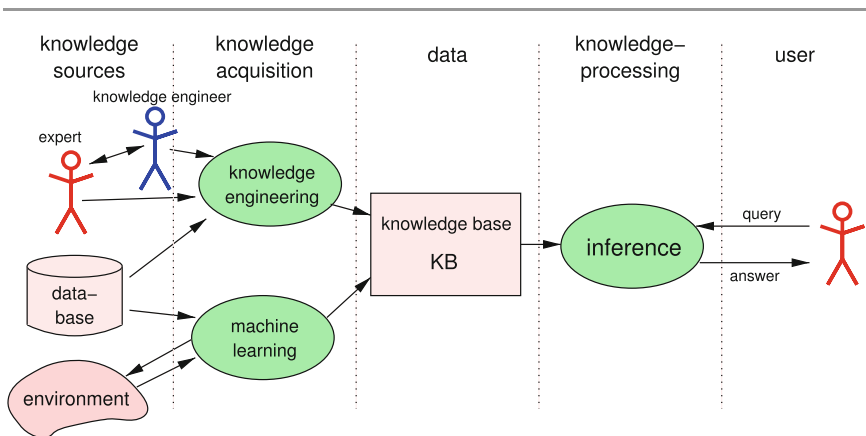 knowledge
sources
knowledge
acquisition
data
knowledge–
processing
user
knowledge engineer
expert
knowledge
engineering
knowledge base
KB
inference
query
answer
data–
base
machine
learning
environment